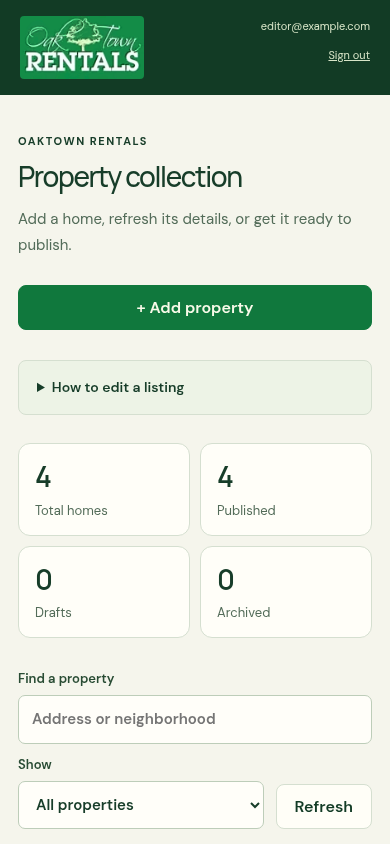 Oak Town
RENTALS
editor@example.com
Sign out
OAKTOWN RENTALS
Property collection
Add a home, refresh its details, or get it ready to
publish.
+ Add property
▶ How to edit a listing
4
Total homes
4
Published
0
Drafts
0
Archived
Find a property
Address or neighborhood
Show
All properties
Refresh